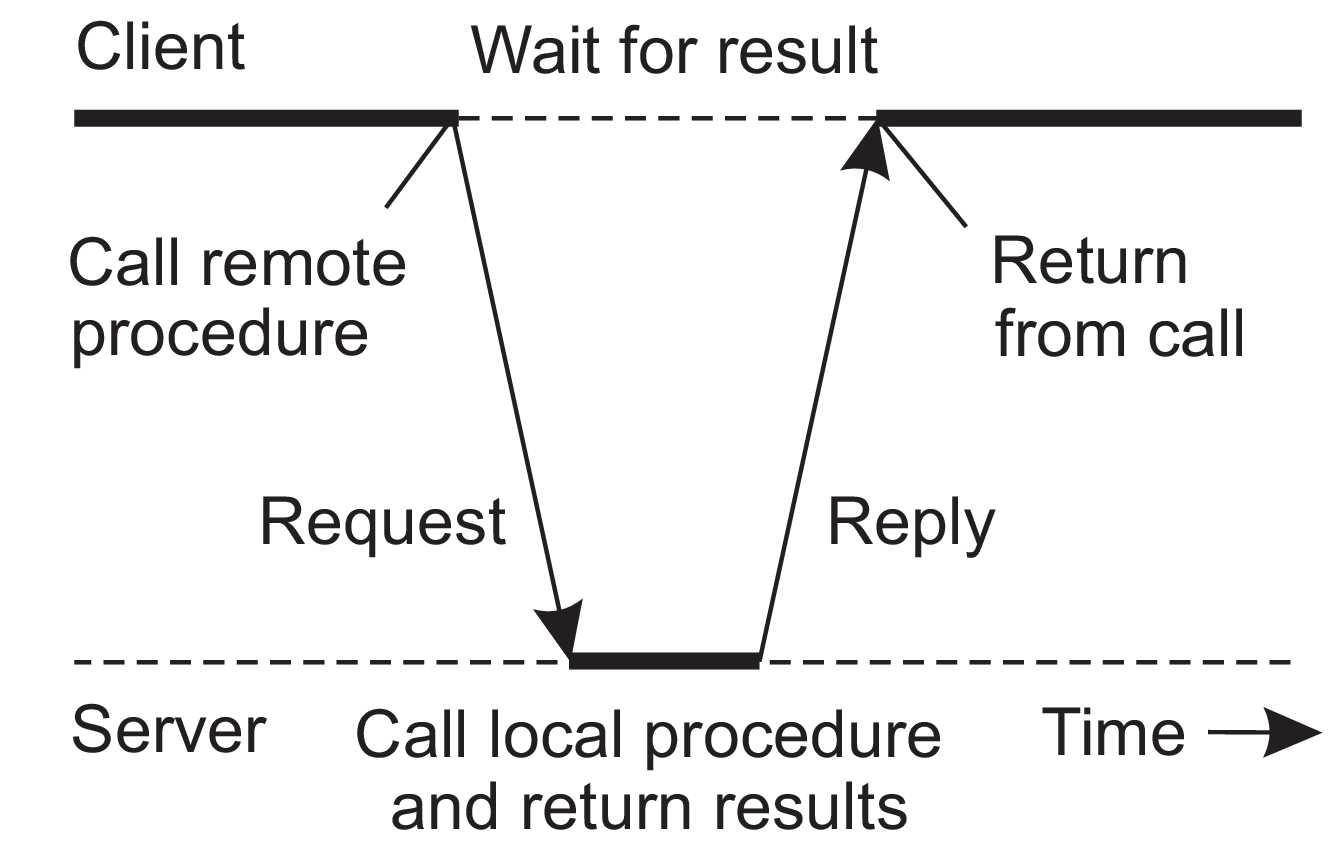 Client
Wait for result
Call remote
procedure
Return
from call
Request
Reply
Server
Call local procedure
and return results
Time